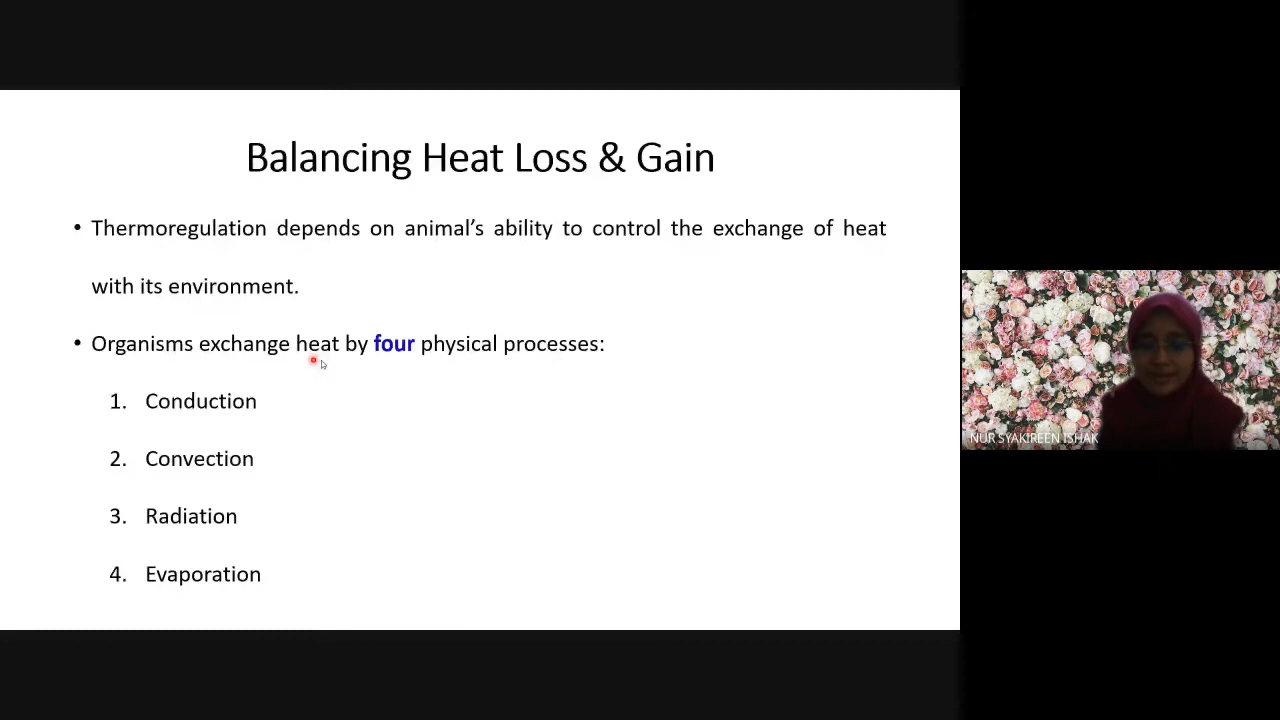 Balancing Heat Loss & Gain
• Thermoregulation depends on animal’s ability to control the exchange of heat
with its environment.
• Organisms exchange heat by four physical processes:
1. Conduction
2. Convection
3. Radiation
4. Evaporation
NUR SYAKIREEN ISHAK